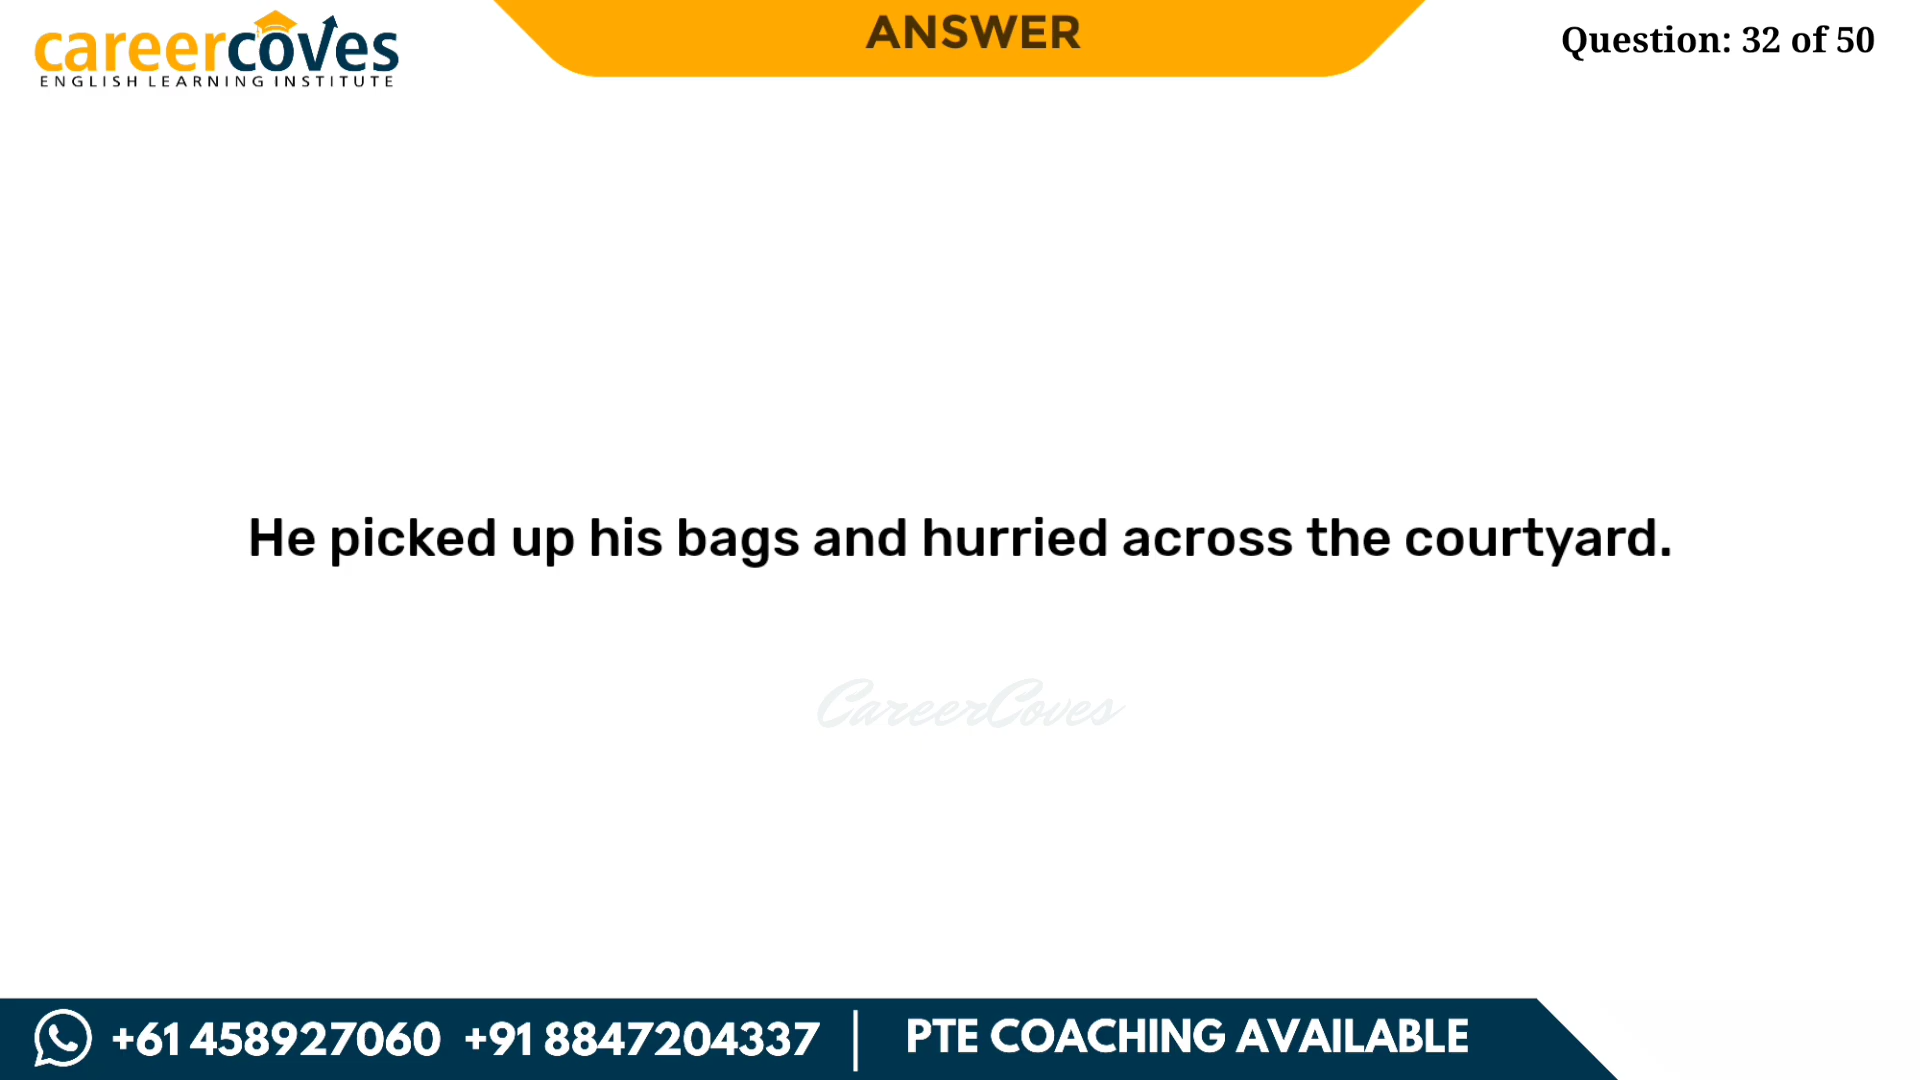 careercoves
ENGLISH LEARNING INSTITUTE
ANSWER
Question: 32 of 50
He picked up his bags and hurried across the courtyard.
CareerCoves
+61 458927060 +91 8847204337 | PTE COACHING AVAILABLE